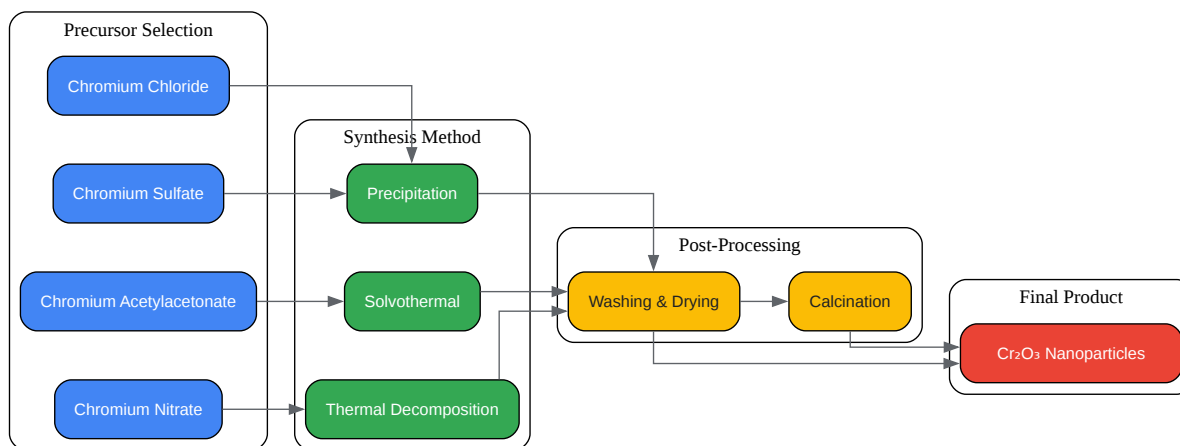 Precursor Selection
Chromium Chloride
Chromium Sulfate
Chromium Acetylacetonate
Chromium Nitrate
Synthesis Method
Precipitation
Solvothermal
Thermal Decomposition
Post-Processing
Washing & Drying
Calcination
Final Product
Cr₂O₃ Nanoparticles